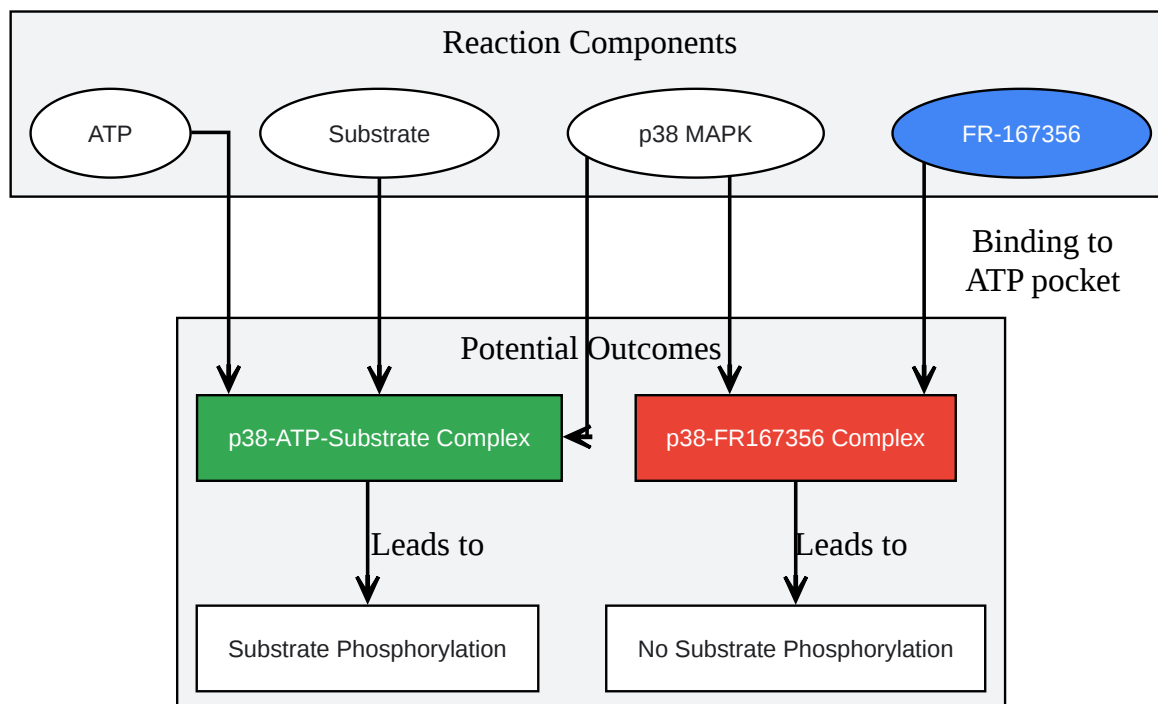 Reaction Components
ATP
Substrate
p38 MAPK
FR-167356
Binding to
ATP pocket
Potential Outcomes
p38-ATP-Substrate Complex
p38-FR167356 Complex
Leads to
Leads to
Substrate Phosphorylation
No Substrate Phosphorylation